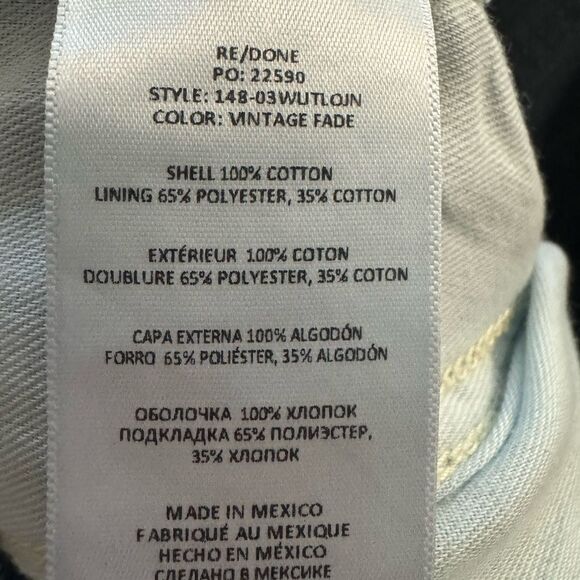 RE/DONE
PO: 22590
STYLE: 148-03WUTLOJN
COLOR: VINTAGE FADE
SHELL 100% COTTON
LINING 65% POLYESTER, 35% COTTON
EXTÉRIEUR 100% COTON
DOUBLURE 65% POLYESTER, 35% COTON
CAPA EXTERNA 100% ALGODÓN
FORRO 65% POLIÉSTER, 35% ALGODÓN
ОБОЛОЧКА 100% ХЛОПОК
ПОДКЛАДКА 65% ПОЛИЭСТЕР,
35% ХЛОПОК
MADE IN MEXICO
FABRIQUÉ AU MEXIQUE
HECHO EN MÉXICO
СДЕЛАНО В МЕКСИКЕ